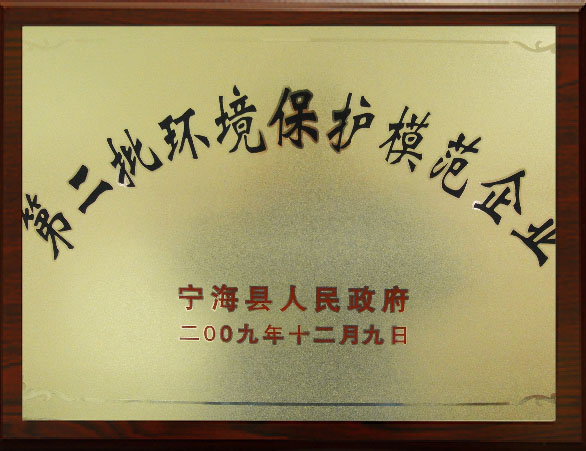 第二批环境保护模范企业
宁海县人民政府
二00九年十二月九日